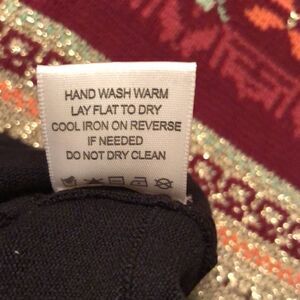 HAND WASH WARM
LAY FLAT TO DRY
COOL IRON ON REVERSE
IF NEEDED
DO NOT DRY CLEAN